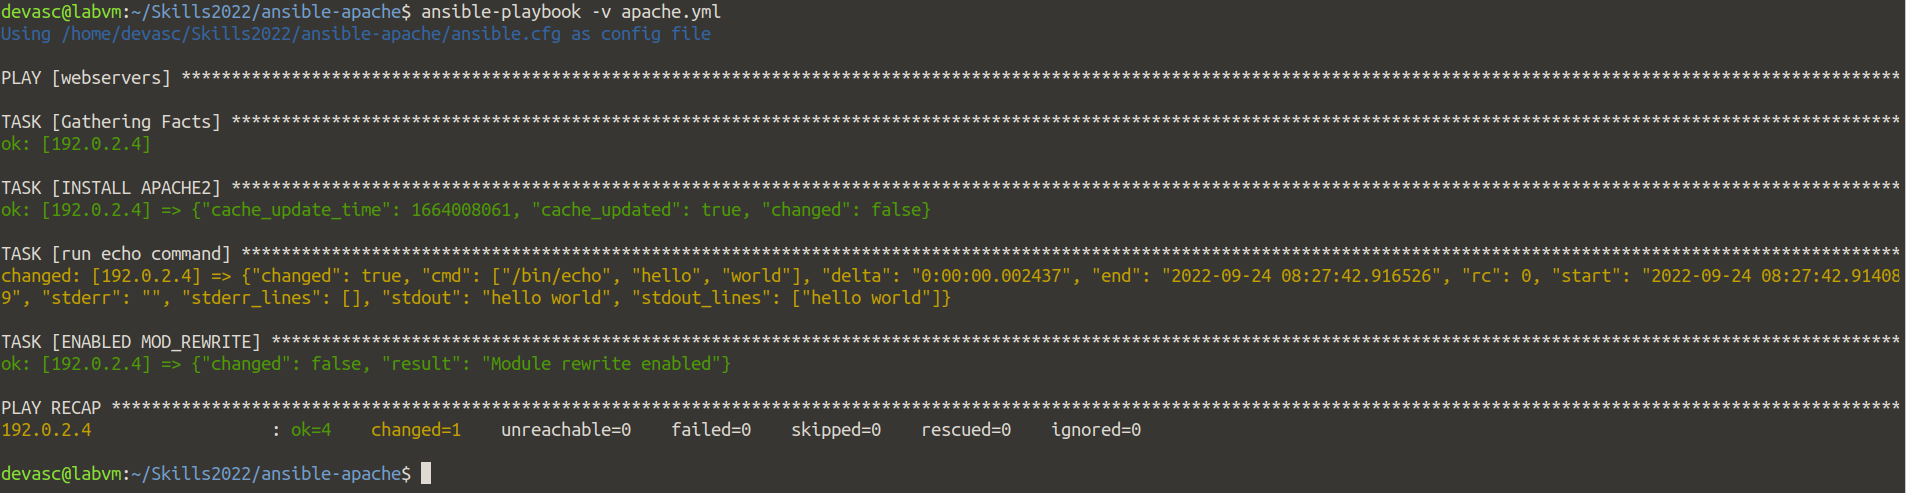 devasc@labvm:~/Skills2022/ansible-apache$ ansible-playbook -v apache.yml
Using /home/devasc/Skills2022/ansible-apache/ansible.cfg as config file
PLAY [webservers] ****************************************************************************************************************************************************************************
TASK [Gathering Facts] ***********************************************************************************************************************************************************************
ok: [192.0.2.4]
TASK [INSTALL APACHE2] ***********************************************************************************************************************************************************************
ok: [192.0.2.4] => {"cache_update_time": 1664008061, "cache_updated": true, "changed": false}
TASK [run echo command] **********************************************************************************************************************************************************************
changed: [192.0.2.4] => {"changed": true, "cmd": ["/bin/echo", "hello", "world"], "delta": "0:00:00.002437", "end": "2022-09-24 08:27:42.916526", "rc": 0, "start": "2022-09-24 08:27:42.91408
9", "stderr": "", "stderr_lines": [], "stdout": "hello world", "stdout_lines": ["hello world"]}
TASK [ENABLED MOD_REWRITE] *******************************************************************************************************************************************************************
ok: [192.0.2.4] => {"changed": false, "result": "Module rewrite enabled"}
PLAY RECAP ***********************************************************************************************************************************************************************************
192.0.2.4                  : ok=4    changed=1    unreachable=0    failed=0    skipped=0    rescued=0    ignored=0
devasc@labvm:~/Skills2022/ansible-apache$